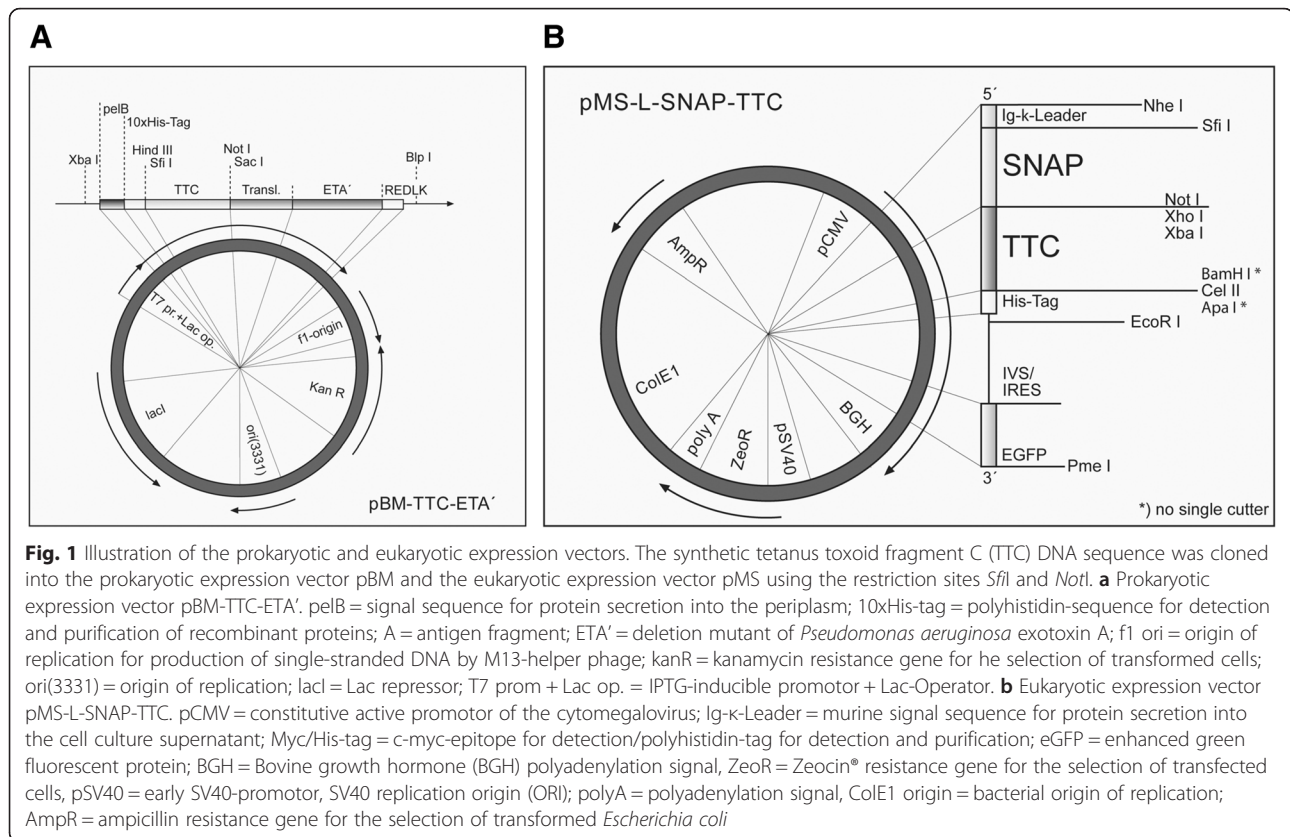 A
pelB
10xHis-Tag
Xba I
Hind III
Sfi I
Not I
Sac I
Blp I
TTC
Transl.
ETA´
REDLK
T7 pr.+Lac op.
f1-origin
Kan R
ori(3331)
lacI
pBM-TTC-ETA´
B
pMS-L-SNAP-TTC
5´
Nhe I
Ig-k-Leader
Sfi I
SNAP
Not I
Xho I
Xba I
TTC
BamH I *
Cel II
Apa I *
His-Tag
EcoR I
IVS/
IRES
EGFP
Pme I
3´
*) no single cutter
AmpR
pCMV
ColE1
poly A
ZeoR
pSV40
BGH
Fig. 1 Illustration of the prokaryotic and eukaryotic expression vectors. The synthetic tetanus toxoid fragment C (TTC) DNA sequence was cloned
into the prokaryotic expression vector pBM and the eukaryotic expression vector pMS using the restriction sites SfiI and NotI. a Prokaryotic
expression vector pBM-TTC-ETA’. pelB = signal sequence for protein secretion into the periplasm; 10xHis-tag = polyhistidin-sequence for detection
and purification of recombinant proteins; A = antigen fragment; ETA’ = deletion mutant of Pseudomonas aeruginosa exotoxin A; f1 ori = origin of
replication for production of single-stranded DNA by M13-helper phage; kanR = kanamycin resistance gene for he selection of transformed cells;
ori(3331) = origin of replication; lacI = Lac repressor; T7 prom + Lac op. = IPTG-inducible promotor + Lac-Operator. b Eukaryotic expression vector
pMS-L-SNAP-TTC. pCMV = constitutive active promotor of the cytomegalovirus; Ig-κ-Leader = murine signal sequence for protein secretion into
the cell culture supernatant; Myc/His-tag = c-myc-epitope for detection/polyhistidin-tag for detection and purification; eGFP = enhanced green
fluorescent protein; BGH = Bovine growth hormone (BGH) polyadenylation signal, ZeoR = Zeocin® resistance gene for the selection of transfected
cells, pSV40 = early SV40-promotor, SV40 replication origin (ORI); polyA = polyadenylation signal, ColE1 origin = bacterial origin of replication;
AmpR = ampicillin resistance gene for the selection of transformed Escherichia coli